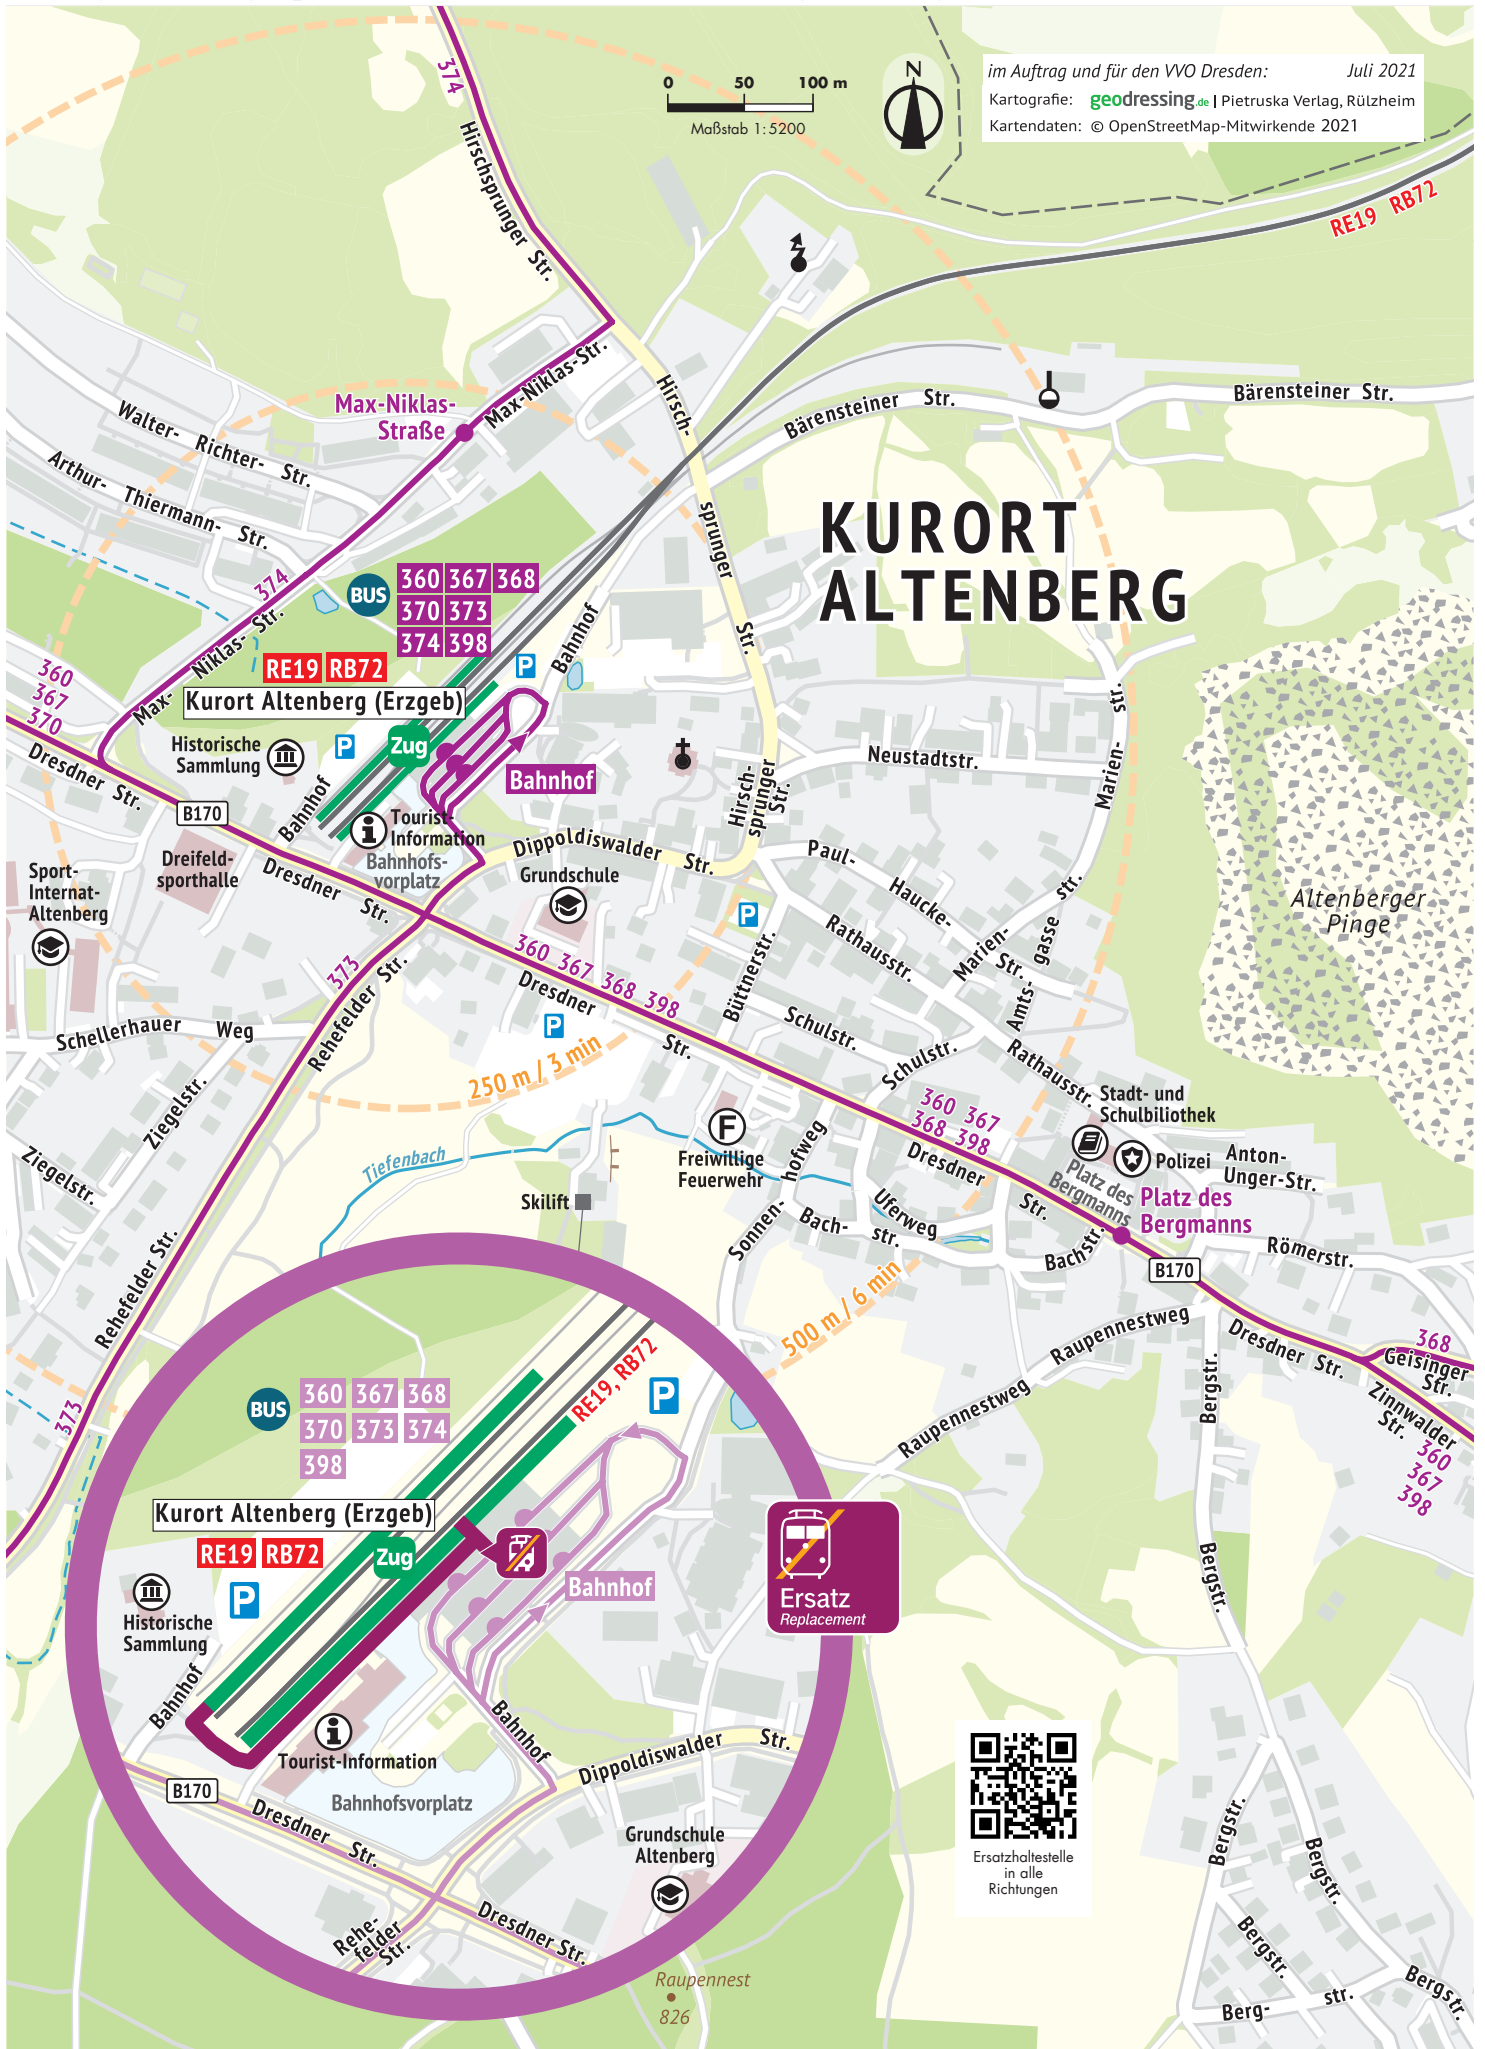 374
Hirschsprunger Str.
0 50 100 m
Maßstab 1:5200
N
im Auftrag und für den VVO Dresden: Juli 2021
Kartografie: geodressing.de | Pietruska Verlag, Rülzheim
Kartendaten: © OpenStreetMap-Mitwirkende 2021
RE19 RB72
Max-Niklas-
Straße
Max-Niklas-Str.
Hirsch-
sprunger
Str.
Bärensteiner Str.
Bärensteiner Str.
Walter- Richter- Str.
Arthur- Thiermann- Str.
KURORT
ALTENBERG
374
Max- Niklas- Str.
BUS
360 367 368
370 373
374 398
RE19 RB72
Kurort Altenberg (Erzgeb)
P
Bahnhof
360
367
370
Dresdner Str.
Historische
Sammlung
P
Zug
Bahnhof
B170
Bahnhof
Tourist-
Information
Bahnhofs-
vorplatz
Dreifeld-
sporthalle
Dresdner Str.
Sport-
Internat-
Altenberg
Dippoldiswalder Str.
Grundschule
Hirsch-
sprunger
Str.
Neustadtstr.
Marien-
str.
Paul-
Haucke-
Str.
Rathausstr.
Marien-
str.
Amts-
gasse
Altenberger
Pinge
P
Büttnerstr.
373
Rehefelder Str.
360 367 368 398
Dresdner
Str.
P
Schellerhauer Weg
250 m / 3 min
Schulstr.
Schulstr.
Rathausstr.
Ziegelstr.
Ziegelstr.
Tiefenbach
F
Freiwillige
Feuerwehr
Skilift
360 367
368 398
Dresdner
Str.
Stadt- und
Schulbiliothek
Polizei
Platz des
Bergmanns
Platz des
Bergmanns
Anton-
Unger-Str.
Sonnen-
hofweg
Bach-
str.
Uferweg
Bachstr.
B170
Römerstr.
Rehefelder Str.
500 m / 6 min
Raupennestweg
Raupennestweg
Dresdner Str.
368
Geisinger
Str.
Zinnwalder
Str.
360
367
398
Bergstr.
Bergstr.
373
BUS
360 367 368
370 373 374
398
RE19, RB72
P
Kurort Altenberg (Erzgeb)
RE19 RB72
Zug
P
Bahnhof
Ersatz
Replacement
Historische
Sammlung
Bahnhof
Tourist-Information
Bahnhof
B170
Bahnhofsvorplatz
Dippoldiswalder Str.
Dresdner Str.
Grundschule
Altenberg
Rehe-
felder
Str.
Dresdner Str.
Raupennest
826
Ersatzhaltestelle
in alle
Richtungen
Bergstr.
Bergstr.
Bergstr.
Bergstr.
Berg- str.